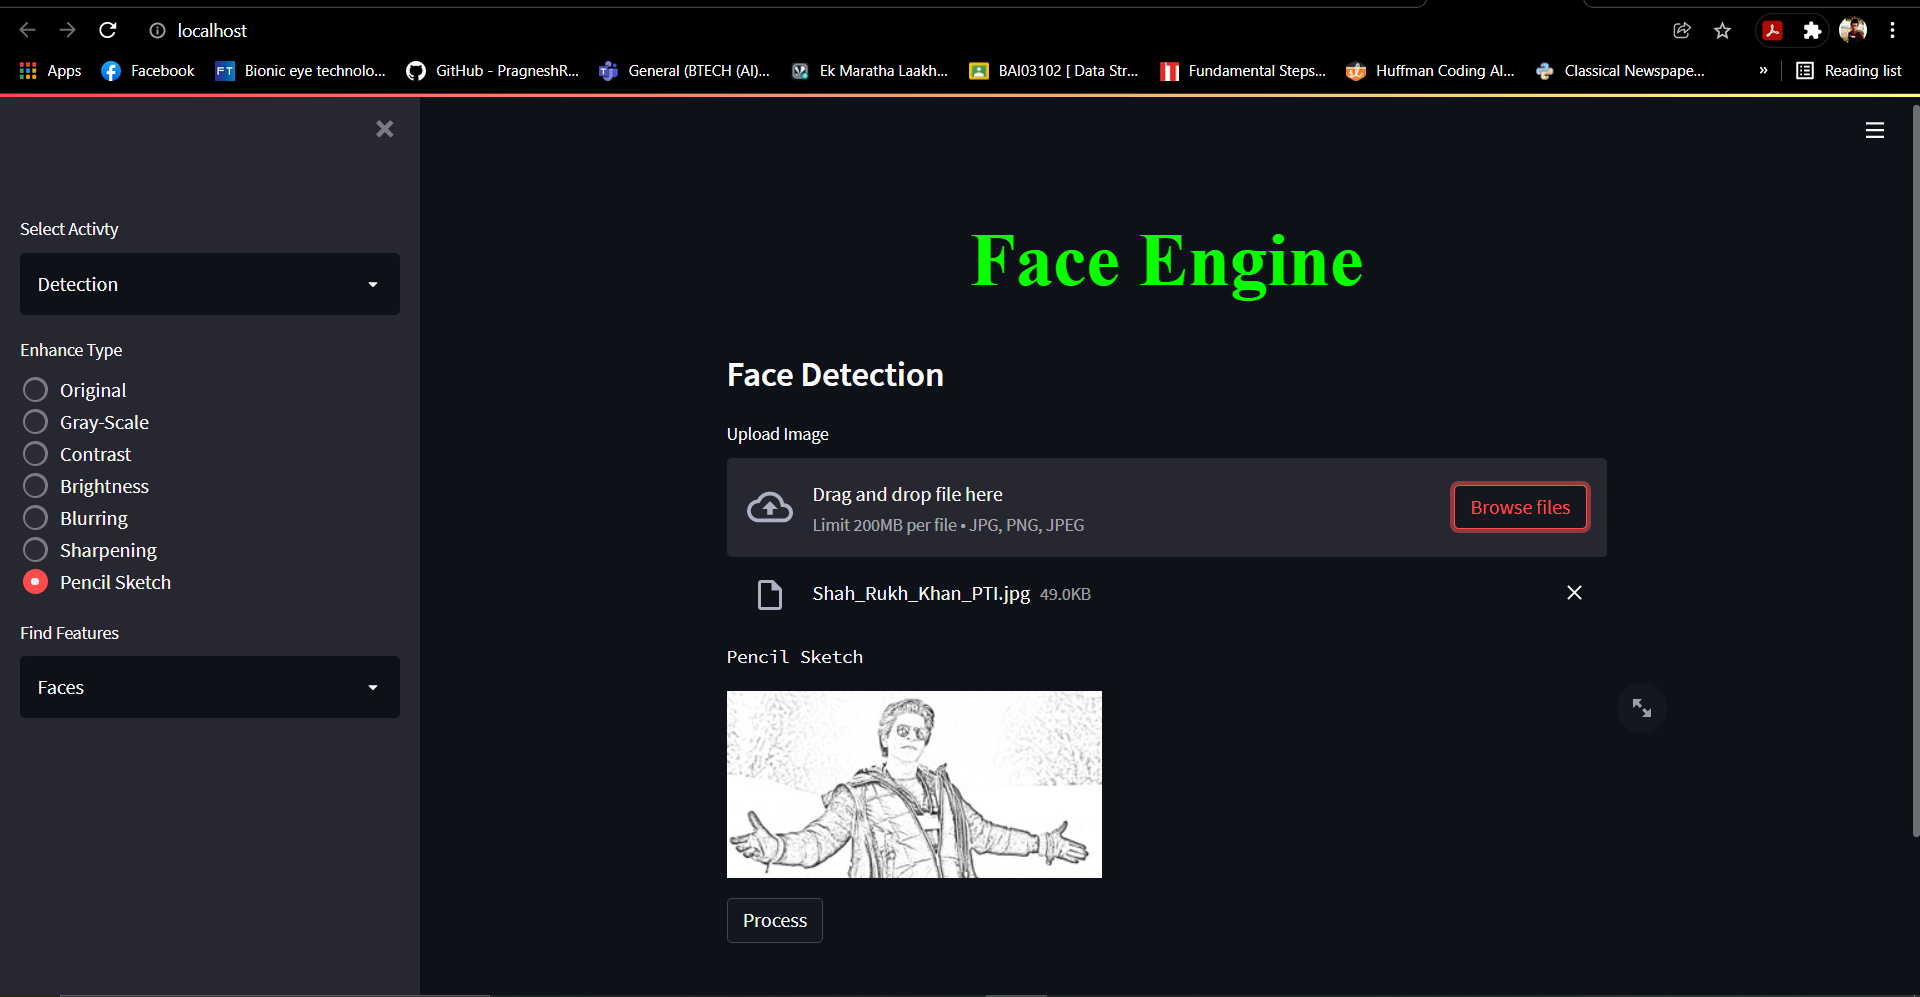 localhost
Apps
Facebook
FT Bionic eye technolo...
GitHub - PragneshR...
General (BTECH (AI)...
Ek Maratha Laakh...
BAI03102 [ Data Str...
Fundamental Steps...
Huffman Coding Al...
Classical Newspape...
»
Reading list
Select Activty
Detection
Enhance Type
Original
Gray-Scale
Contrast
Brightness
Blurring
Sharpening
Pencil Sketch
Find Features
Faces
Face Engine
Face Detection
Upload Image
Drag and drop file here
Limit 200MB per file • JPG, PNG, JPEG
Browse files
Shah_Rukh_Khan_PTI.jpg 49.0KB
Pencil Sketch
Process